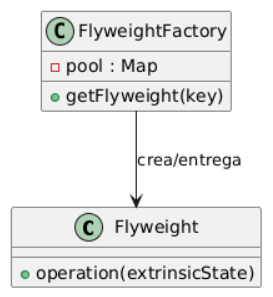 C FlyweightFactory
pool : Map
getFlyweight(key)
crea/entrega
C Flyweight
operation(extrinsicState)